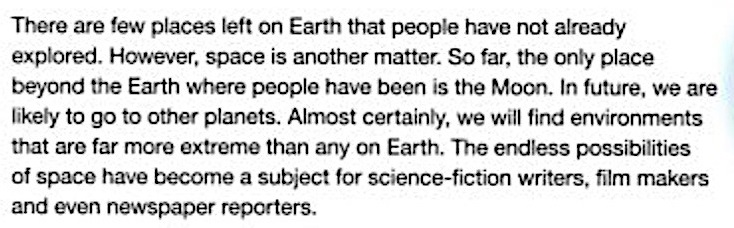 There are few places left on Earth that people have not already
explored. However, space is another matter. So far, the only place
beyond the Earth where people have been is the Moon. In future, we are
likely to go to other planets. Almost certainly, we will find environments
that are far more extreme than any on Earth. The endless possibilities
of space have become a subject for science-fiction writers, film makers
and even newspaper reporters.